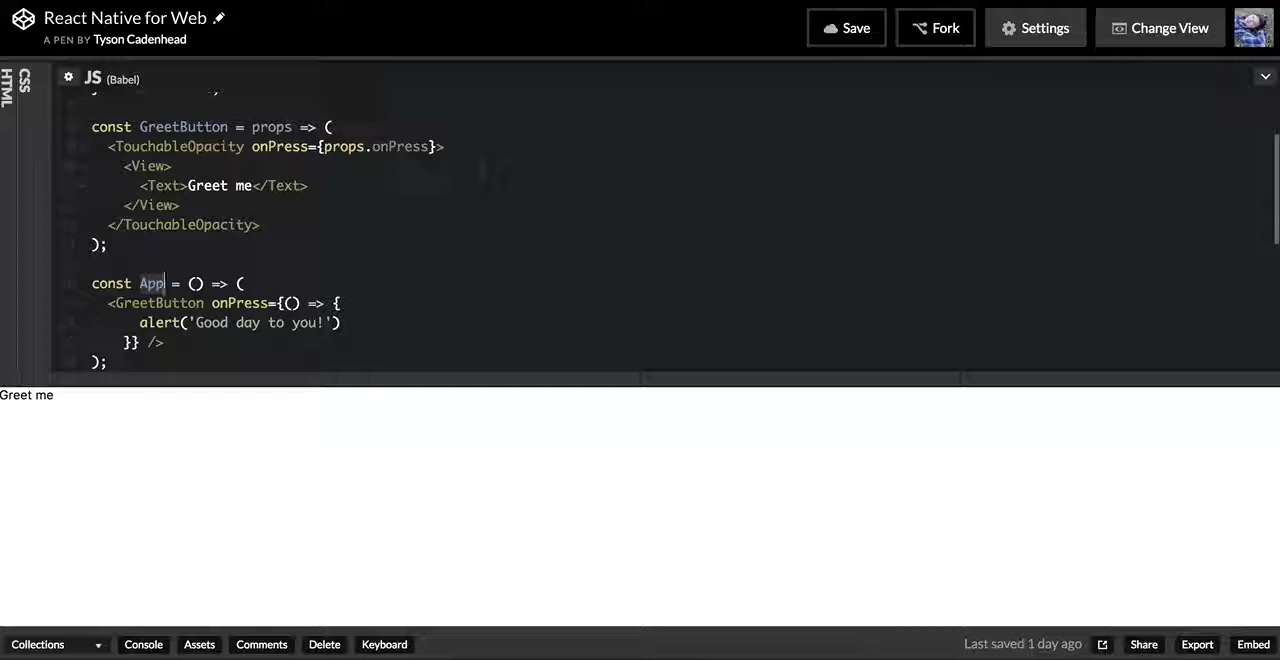 React Native for Web
A PEN BY Tyson Cadenhead
Save
Fork
Settings
Change View
HTML
CSS
JS (Babel)
const GreetButton = props => (
<TouchableOpacity onPress={props.onPress}>
<View>
<Text>Greet me</Text>
</View>
</TouchableOpacity>
);
const App = () => (
<GreetButton onPress={() => {
alert('Good day to you!')
}} />
);
Greet me
Collections
Console
Assets
Comments
Delete
Keyboard
Last saved 1 day ago
Share
Export
Embed